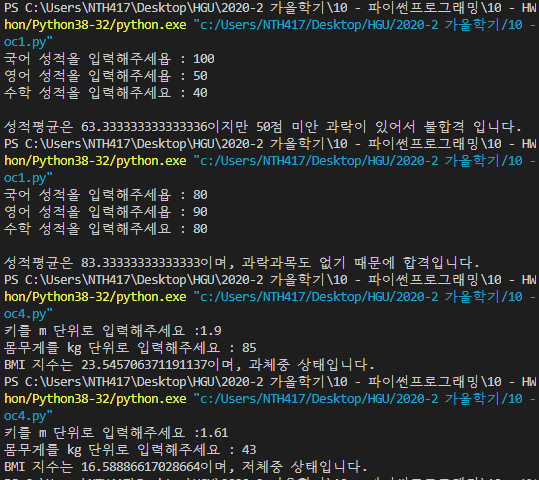 PS C:\Users\NTH417\Desktop\HGU\2020-2 가을학기\10 - 파이썬프로그래밍\10 - HW
hon/Python38-32/python.exe "c:/Users/NTH417/Desktop/HGU/2020-2 가을학기/10 -
oc1.py"
국어 성적을 입력해주세욥 : 100
영어 성적을 입력해주세욥 : 50
수학 성적을 입력해주세요 : 40
성적평균은 63.333333333333336이지만 50점 미안 과락이 있어서 불합격 입니다.
PS C:\Users\NTH417\Desktop\HGU\2020-2 가을학기\10 - 파이썬프로그래밍\10 - HW
hon/Python38-32/python.exe "c:/Users/NTH417/Desktop/HGU/2020-2 가을학기/10 -
oc1.py"
국어 성적을 입력해주세욥 : 80
영어 성적을 입력해주세욥 : 90
수학 성적을 입력해주세요 : 80
성적평균은 83.33333333333333이며, 과락과목도 없기 때문에 합격입니다.
PS C:\Users\NTH417\Desktop\HGU\2020-2 가을학기\10 - 파이썬프로그래밍\10 - HW
hon/Python38-32/python.exe "c:/Users/NTH417/Desktop/HGU/2020-2 가을학기/10 -
oc4.py"
키를 m 단위로 입력해주세요 :1.9
몸무게를 kg 단위로 입력해주세요 : 85
BMI 지수는 23.545706371191137이며, 과체중 상태입니다.
PS C:\Users\NTH417\Desktop\HGU\2020-2 가을학기\10 - 파이썬프로그래밍\10 - HW
hon/Python38-32/python.exe "c:/Users/NTH417/Desktop/HGU/2020-2 가을학기/10 -
oc4.py"
키를 m 단위로 입력해주세요 :1.61
몸무게를 kg 단위로 입력해주세요 : 43
BMI 지수는 16.58886617028664이며, 저체중 상태입니다.